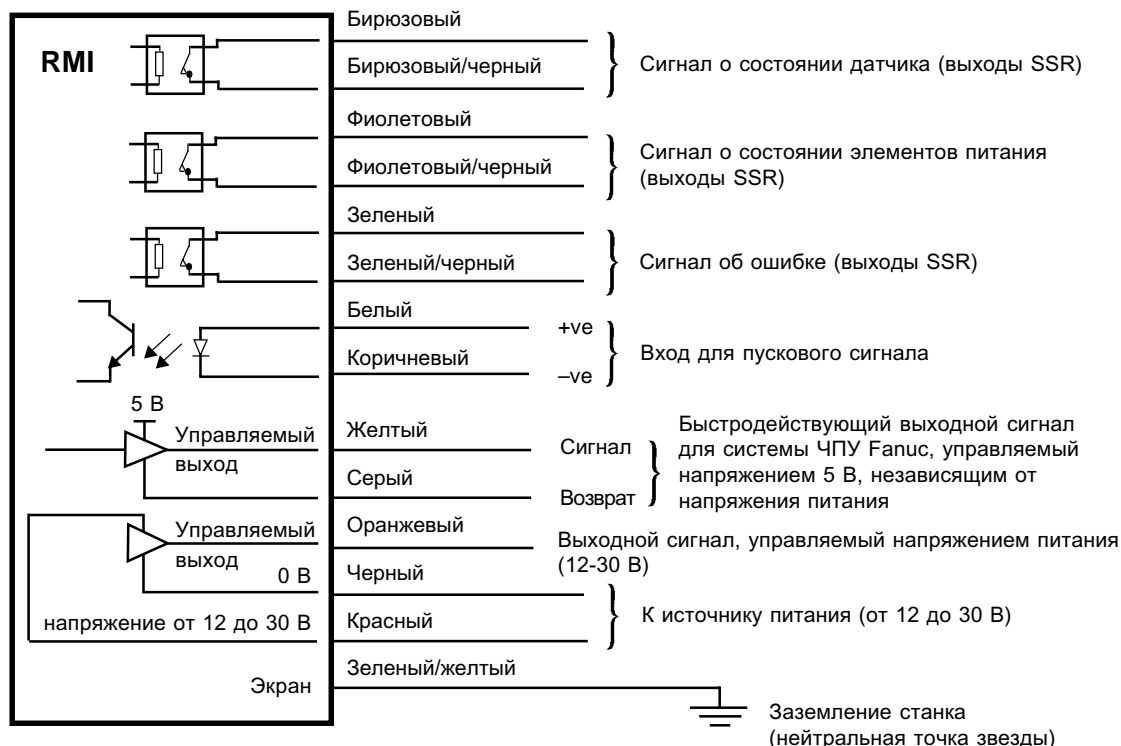 RMI
Бирюзовый
Бирюзовый/черный
Сигнал о состоянии датчика (выходы SSR)
Фиолетовый
Фиолетовый/черный
Сигнал о состоянии элементов питания
(выходы SSR)
Зеленый
Зеленый/черный
Сигнал об ошибке (выходы SSR)
Белый
+ve
Коричневый
–ve
Вход для пускового сигнала
5 В
Управляемый
выход
Желтый
Сигнал
Серый
Возврат
Быстродействующий выходной сигнал
для системы ЧПУ Fanuc, управляемый
напряжением 5 В, независящим от
напряжения питания
Управляемый
выход
Оранжевый
Выходной сигнал, управляемый напряжением питания
(12-30 В)
0 В
Черный
напряжение от 12 до 30 В
Красный
К источнику питания (от 12 до 30 В)
Экран
Зеленый/желтый
Заземление станка
(нейтральная точка звезды)